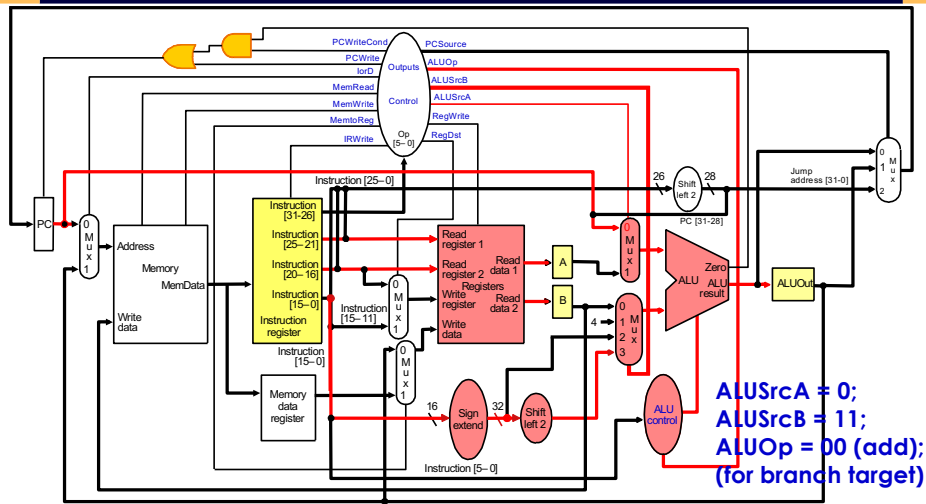 PCWriteCond
PCWrite
IorD
MemRead
MemWrite
MemtoReg
IRWrite
Outputs
Control
Op
[5–0]
PCSource
ALUOp
ALUSrcB
ALUSrcA
RegWrite
RegDst
Instruction [25–0]
26
Shift
left 2
28
Jump
address [31-0]
PC [31-28]
0
1
2
M
u
x
PC
0
M
u
x
1
Address
Memory
MemData
Write
data
Instruction
[31-26]
Instruction
[25–21]
Instruction
[20–16]
Instruction
[15–0]
Instruction
register
Instruction
[15–11]
Instruction
[15–0]
0
M
u
x
1
0
M
u
x
1
Memory
data
register
Read
register 1
Read
register 2
Registers
Write
register
Write
data
Read
data 1
Read
data 2
A
B
4
0
M
u
x
1
0
1
2
3
M
u
x
Zero
ALU
ALU
result
ALUOut
16
Sign
extend
32
Shift
left 2
ALU
control
Instruction [5–0]
ALUSrcA = 0;
ALUSrcB = 11;
ALUOp = 00 (add);
(for branch target)